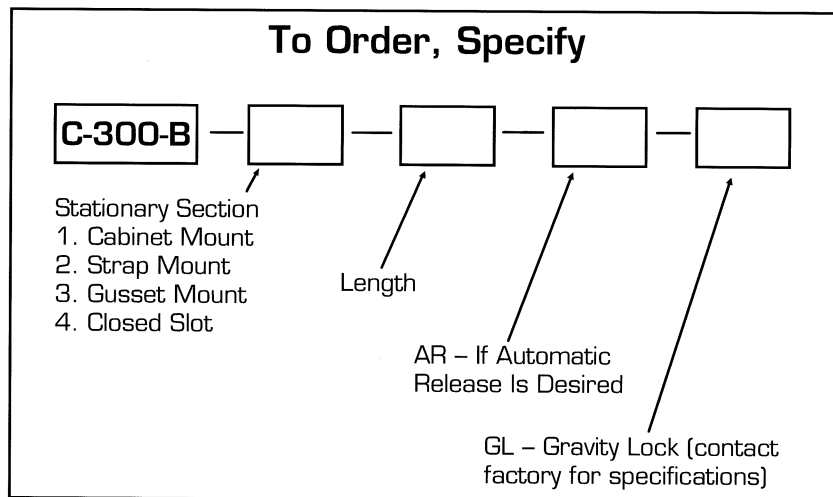 To Order, Specify
C-300-B
Stationary Section
1. Cabinet Mount
2. Strap Mount
3. Gusset Mount
4. Closed Slot
Length
AR – If Automatic
Release Is Desired
GL – Gravity Lock (contact
factory for specifications)